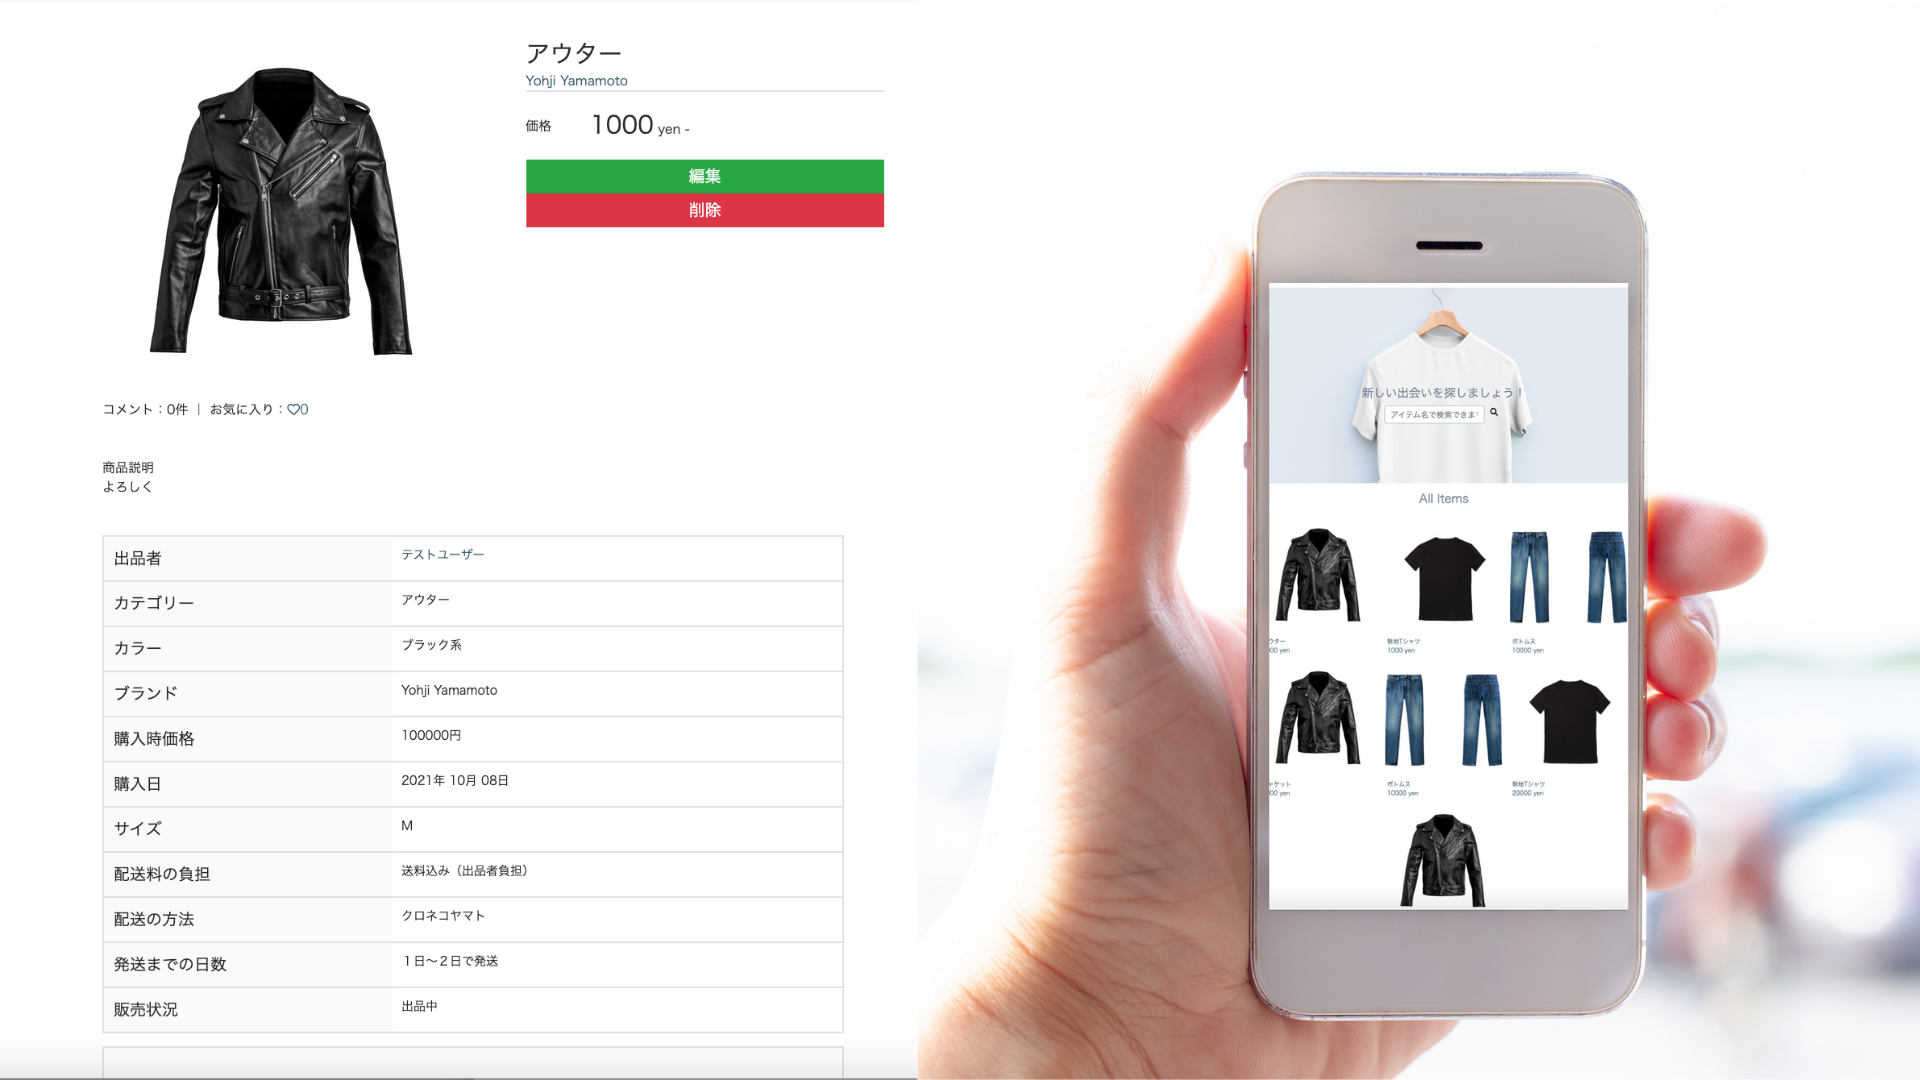 アウター
Yohji Yamamoto
価格 1000 yen -
編集
削除
コメント：0件 | お気に入り：♡0
商品説明
よろしく
出品者 テストユーザー
カテゴリー アウター
カラー ブラック系
ブランド Yohji Yamamoto
購入時価格 100000円
購入日 2021年 10月 08日
サイズ M
配送料の負担 送料込み（出品者負担）
配送の方法 クロネコヤマト
発送までの日数 １日〜２日で発送
販売状況 出品中
新しい出会いを探しましょう！
アイテム名で検索できま
All Items
ウター 無地Tシャツ ボトムス
00 yen 1000 yen 10000 yen
ャケット ボトムス 無地Tシャツ
00 yen 10000 yen 20000 yen